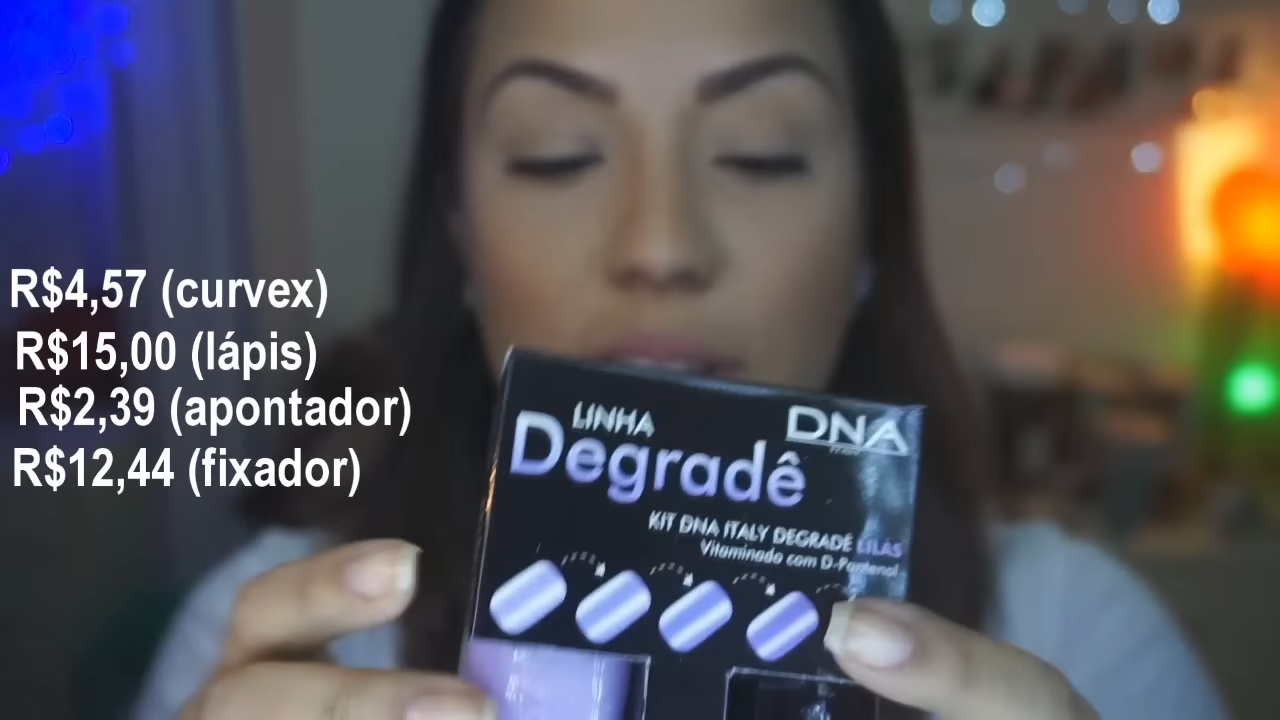 R$4,57 (curvex)
R$15,00 (lápis)
R$2,39 (apontador)
R$12,44 (fixador)
LINHA
Degradê
DNA
KIT DNA ITALY DEGRADÊ LILÁS
Vitaminado com D-Pantenol